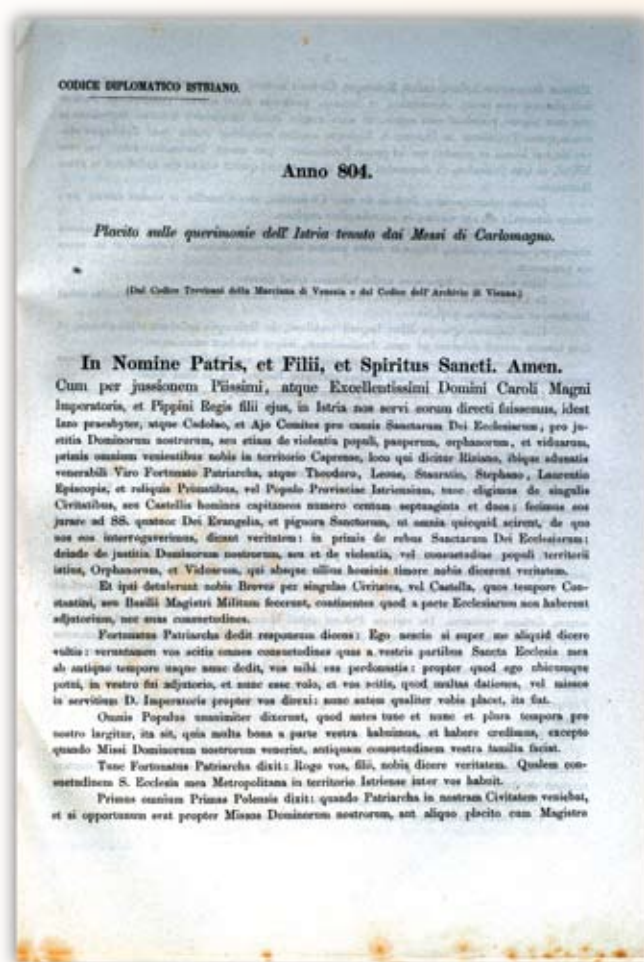 CODICE DIPLOMATICO ISTRIANO.
Anno 804.
Placito sulle querimonie dell' Istria tenuto dai Messi di Carlomagno.
(Dal Codice Trevisani della Marciana di Venezia e dal Codice dell' Archivio di Vienna.)
In Nomine Patris, et Filii, et Spiritus Sancti. Amen.
Cum per jussionem Piissimi, atque Excellentissimi Domini Caroli Magni
Imperatoris, et Pippini Regis filii ejus, in Istria nos servi eorum directi fuissemus, idest
Izzo presbyter, atque Cadolao, et Ajo Comites pro causis Sanctarum Dei Ecclesiarum, pro ju-
stitia Dominorum nostrorum, seu etiam de violentia populi, pauperum, orphanorum, et viduarum,
primis omnium venientibus nobis in territorio Caprense, loco qui dicitur Riziano, ibique adunatis
venerabili Viro Fortunato Patriarcha, atque Theodoro, Leone, Stauratio, Stephano, Laurentio
Episcopis, et reliquis Primatibus, vel Populo Provinciae Istriensium, tunc eligimus de singulis
Civitatibus, seu Castellis homines capitaneos numero centum septuaginta et duos; fecimus eos
jurare ad SS. quatuor Dei Evangelia, et pignora Sanctorum, ut omnia quicquid scirent, de quo
nos eos interrogaverimus, dicant veritatem: in primis de rebus Sanctarum Dei Ecclesiarum:
deinde de justitia Dominorum nostrorum, seu et de violentia, vel consuetudine populi territorii
istius, Orphanorum, et Viduarum, qui absque ullius hominis timore nobis dicerent veritatem.
Et ipsi detulerunt nobis Breves per singulas Civitates, vel Castella, quos tempore Con-
stantini, seu Basilii Magistri Militum fecerunt, continentes quod a parte Ecclesiarum non haberent
adjutorium, nec suas consuetudines.
Fortunatus Patriarcha dedit responsum dicens: Ego nescio si super me aliquid dicere
vultis: verumtamen vos scitis omnes consuetudines quas a vestris partibus Sancta Ecclesia mea
ab antiquo tempore usque nunc dedit, vos mihi eas perdonastis: propter quod ego ubicumque
potui, in vestro fui adjutorio, et nunc esse volo, et vos scitis, quod multas dationes, vel missos
in servitium D. Imperatoris propter vos direxi: nunc autem qualiter vobis placet, ita fiat.
Omnis Populus unanimiter dixerunt, quod antea tunc et nunc et plura tempora pro
nostro largitur, ita sit, quia multa bona a parte vestra habuimus, et habere credimus, excepto
quando Missi Dominorum nostrorum venerint, antiquam consuetudinem vestra familia faciat.
Tunc Fortunatus Patriarcha dixit: Rogo vos, filii, nobis dicere veritatem. Qualem con-
suetudinem S. Ecclesia mea Metropolitana in territorio Istriense inter vos habuit.
Primus omnium Primas Polensis dixit: quando Patriarcha in nostram Civitatem veniebat,
et si opportunum erat propter Missos Dominorum nostrorum, aut aliquo placito cum Magistro